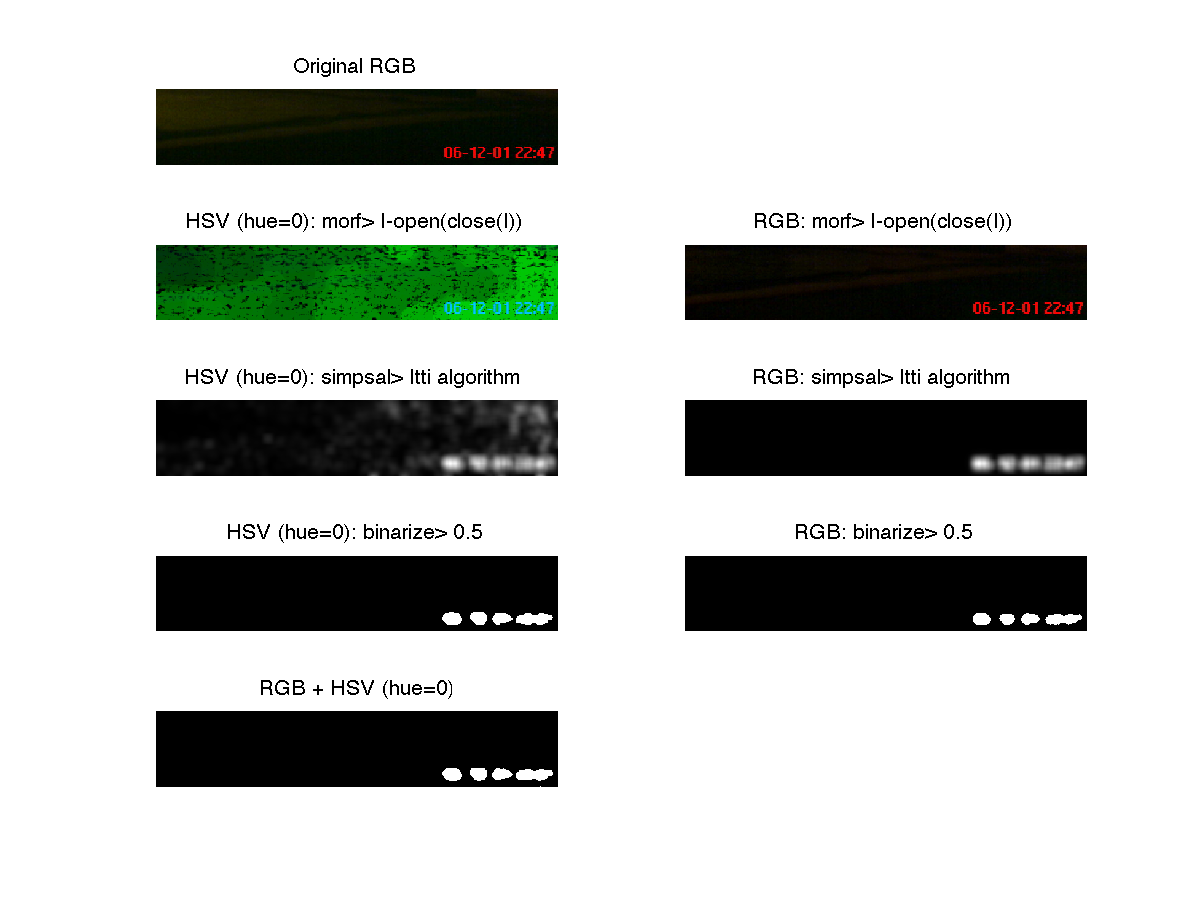 Original RGB
06-12-01 22:47
HSV (hue=0): morf> I-open(close(I))
RGB: morf> I-open(close(I))
06-12-01 22:47
06-12-01 22:47
HSV (hue=0): simpsal> Itti algorithm
RGB: simpsal> Itti algorithm
HSV (hue=0): binarize> 0.5
RGB: binarize> 0.5
RGB + HSV (hue=0)